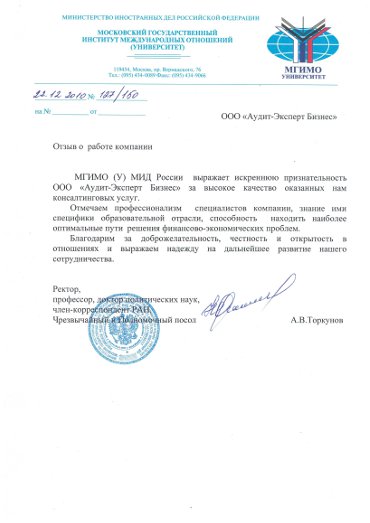 МИНИСТЕРСТВО ИНОСТРАННЫХ ДЕЛ РОССИЙСКОЙ ФЕДЕРАЦИИ
МОСКОВСКИЙ ГОСУДАРСТВЕННЫЙ
ИНСТИТУТ МЕЖДУНАРОДНЫХ ОТНОШЕНИЙ
(УНИВЕРСИТЕТ)
119454, Москва, пр. Вернадского, 76
Тел.: (095) 434-0089 Факс: (095) 434-9066
МГИМО
УНИВЕРСИТЕТ
22.12.2010 № 127/150
на № от
ООО «Аудит-Эксперт Бизнес»
Отзыв о работе компании
МГИМО (У) МИД России выражает искреннюю признательность
ООО «Аудит-Эксперт Бизнес» за высокое качество оказанных нам
консалтинговых услуг.
Отмечаем профессионализм специалистов компании, знание ими
специфики образовательной отрасли, способность находить наиболее
оптимальные пути решения финансово-экономических проблем.
Благодарим за доброжелательность, честность и открытость в
отношениях и выражаем надежду на дальнейшее развитие нашего
сотрудничества.
Ректор,
профессор, доктор политических наук,
член-корреспондент РАН,
Чрезвычайный и Полномочный посол А.В.Торкунов